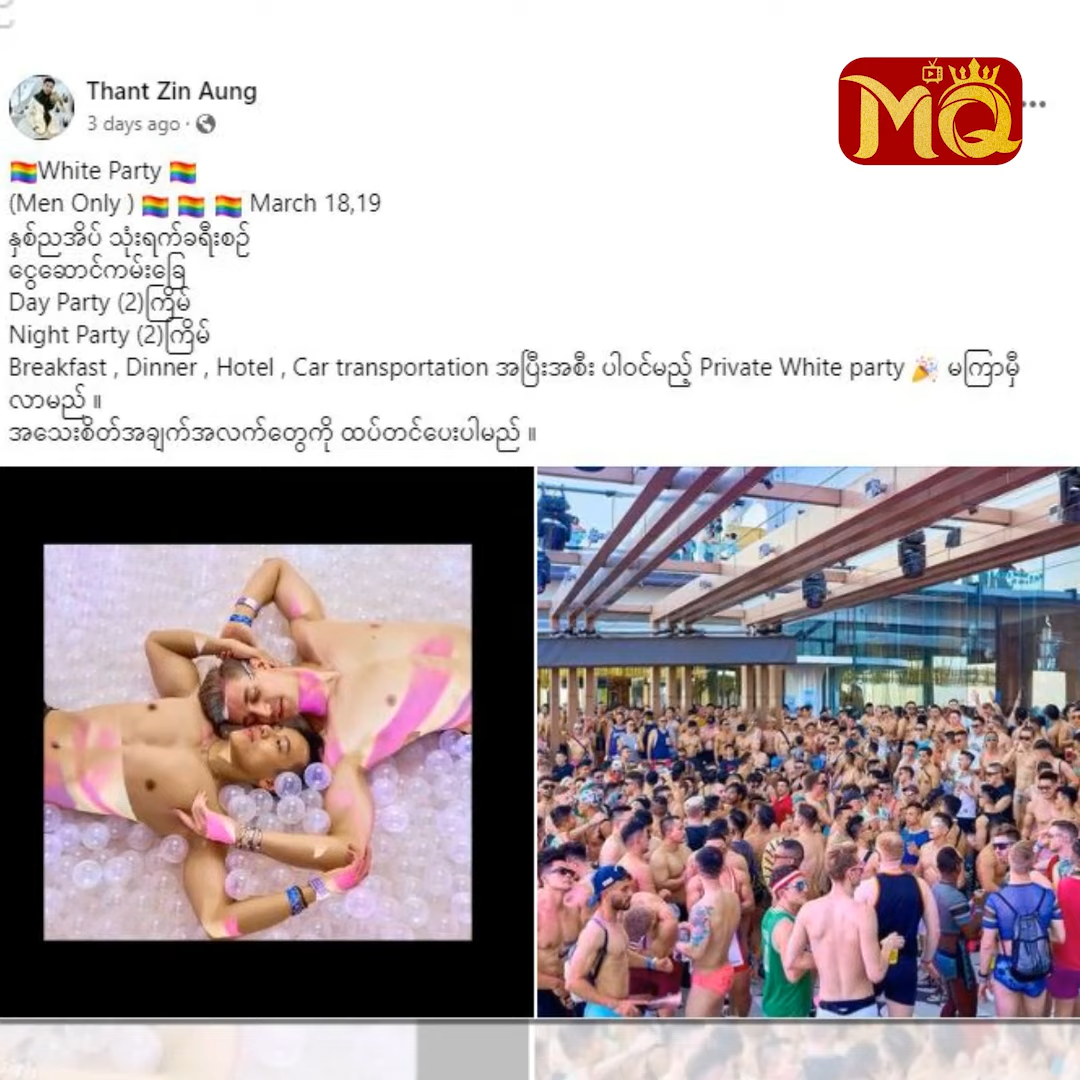 Thant Zin Aung
3 days ago ·
MQ
🏳️‍🌈White Party 🏳️‍🌈
(Men Only ) 🏳️‍🌈 🏳️‍🌈 🏳️‍🌈 March 18,19
နှစ်ညအိပ် သုံးရက်ခရီးစဉ်
ငွေဆောင်ကမ်းခြေ
Day Party (2)ကြိမ်
Night Party (2)ကြိမ်
Breakfast , Dinner , Hotel , Car transportation အပြီးအစီး ပါဝင်မည့် Private White party 🎉 မကြာမှီ
လာမည် ။
အသေးစိတ်အချက်အလက်တွေကို ထပ်တင်ပေးပါမည် ။